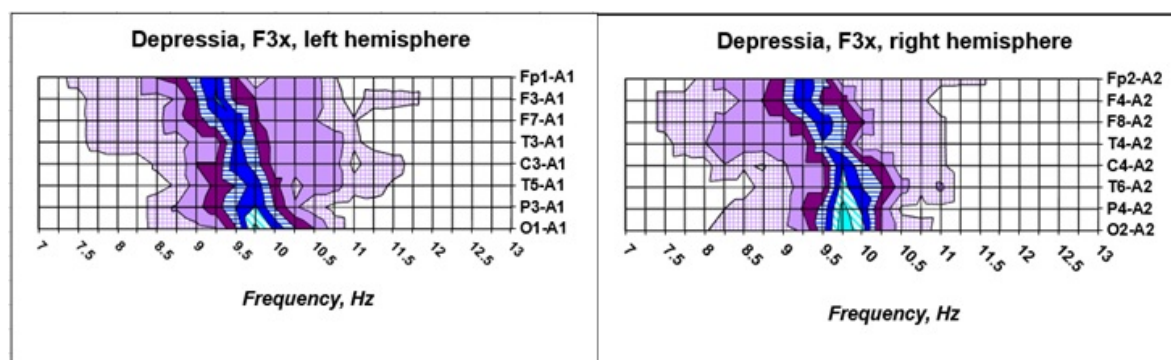 Depressia, F3x, left hemisphere
Fp1-A1
F3-A1
F7-A1
T3-A1
C3-A1
T5-A1
P3-A1
O1-A1
7 7.5 8 8.5 9 9.5 10 10.5 11 11.5 12 12.5 13
Frequency, Hz
Depressia, F3x, right hemisphere
Fp2-A2
F4-A2
F8-A2
T4-A2
C4-A2
T6-A2
P4-A2
O2-A2
7 7.5 8 8.5 9 9.5 10 10.5 11 11.5 12 12.5 13
Frequency, Hz